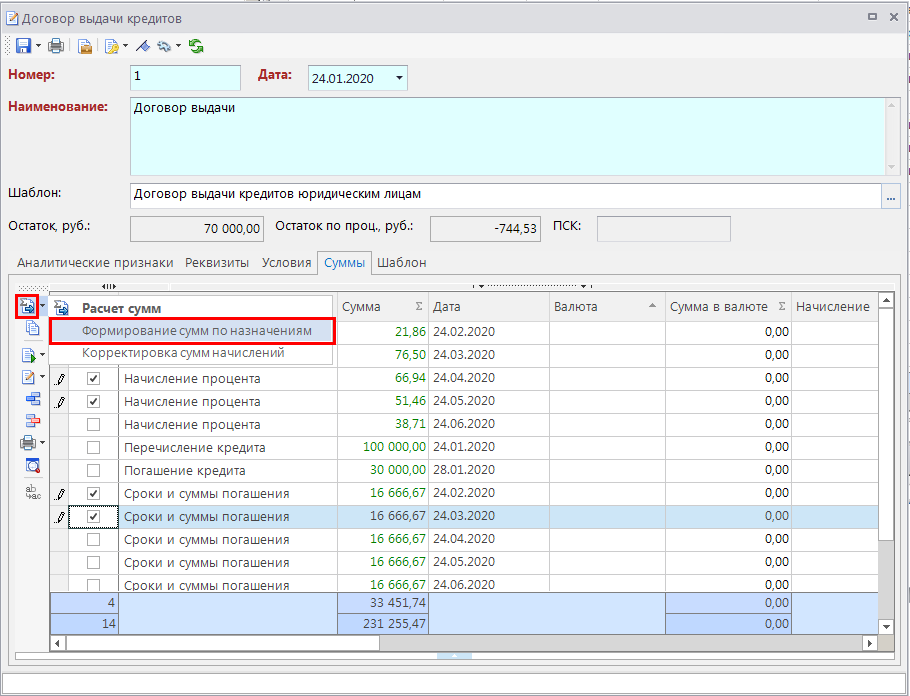 Договор выдачи кредитов
Номер: 1 Дата: 24.01.2020
Наименование: Договор выдачи
Шаблон: Договор выдачи кредитов юридическим лицам ...
Остаток, руб.: 70 000,00 Остаток по проц., руб.: -744,53 ПСК:
Аналитические признаки Реквизиты Условия Суммы Шаблон
Расчет сумм Сумма Σ Дата Валюта Сумма в валюте Σ Начисление
Формирование сумм по назначениям 21,86 24.02.2020 0,00
Корректировка сумм начислений 76,50 24.03.2020 0,00
Начисление процента 66,94 24.04.2020 0,00
Начисление процента 51,46 24.05.2020 0,00
Начисление процента 38,71 24.06.2020 0,00
Перечисление кредита 100 000,00 24.01.2020 0,00
Погашение кредита 30 000,00 28.01.2020 0,00
Сроки и суммы погашения 16 666,67 24.02.2020 0,00
Сроки и суммы погашения 16 666,67 24.03.2020 0,00
Сроки и суммы погашения 16 666,67 24.04.2020 0,00
Сроки и суммы погашения 16 666,67 24.05.2020 0,00
Сроки и суммы погашения 16 666,67 24.06.2020 0,00
4 33 451,74 0,00
14 231 255,47 0,00